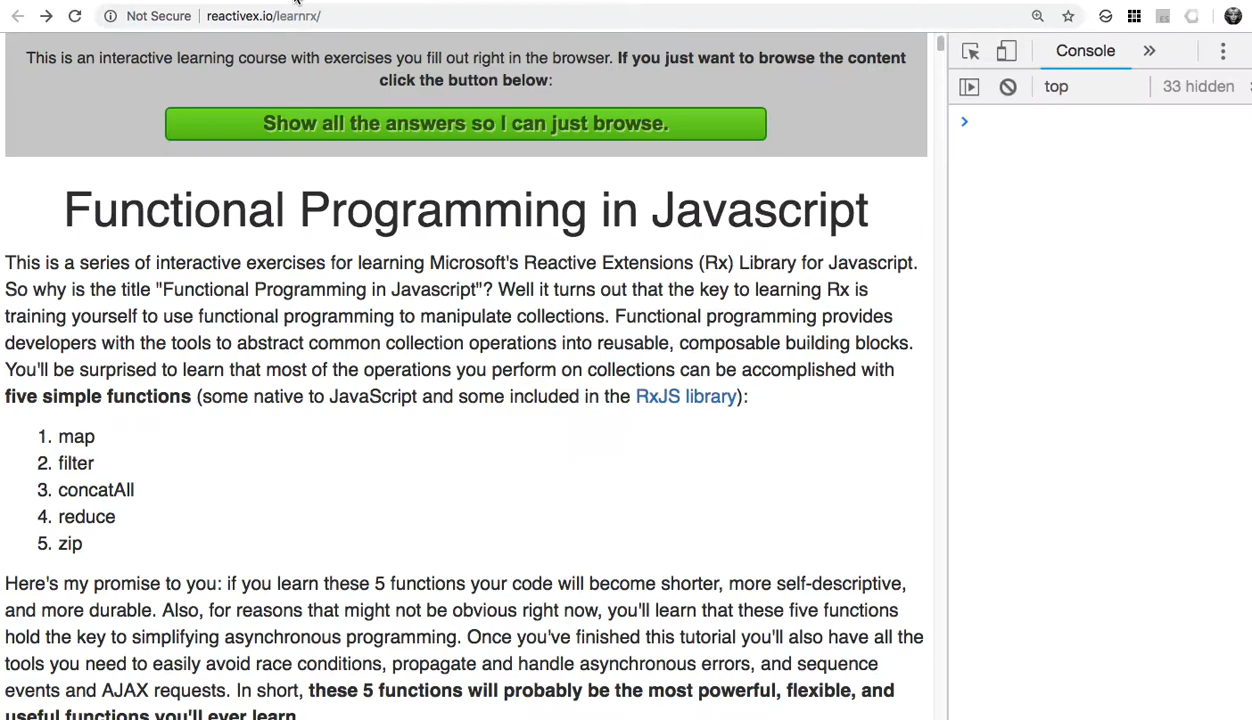 Not Secure reactivex.io/learnrx/
This is an interactive learning course with exercises you fill out right in the browser. If you just want to browse the content
click the button below:
Show all the answers so I can just browse.
Functional Programming in Javascript
This is a series of interactive exercises for learning Microsoft's Reactive Extensions (Rx) Library for Javascript.
So why is the title "Functional Programming in Javascript"? Well it turns out that the key to learning Rx is
training yourself to use functional programming to manipulate collections. Functional programming provides
developers with the tools to abstract common collection operations into reusable, composable building blocks.
You'll be surprised to learn that most of the operations you perform on collections can be accomplished with
five simple functions (some native to JavaScript and some included in the RxJS library):
1. map
2. filter
3. concatAll
4. reduce
5. zip
Here's my promise to you: if you learn these 5 functions your code will become shorter, more self-descriptive,
and more durable. Also, for reasons that might not be obvious right now, you'll learn that these five functions
hold the key to simplifying asynchronous programming. Once you've finished this tutorial you'll also have all the
tools you need to easily avoid race conditions, propagate and handle asynchronous errors, and sequence
events and AJAX requests. In short, these 5 functions will probably be the most powerful, flexible, and
useful functions you'll ever learn.
Console
top 33 hidden